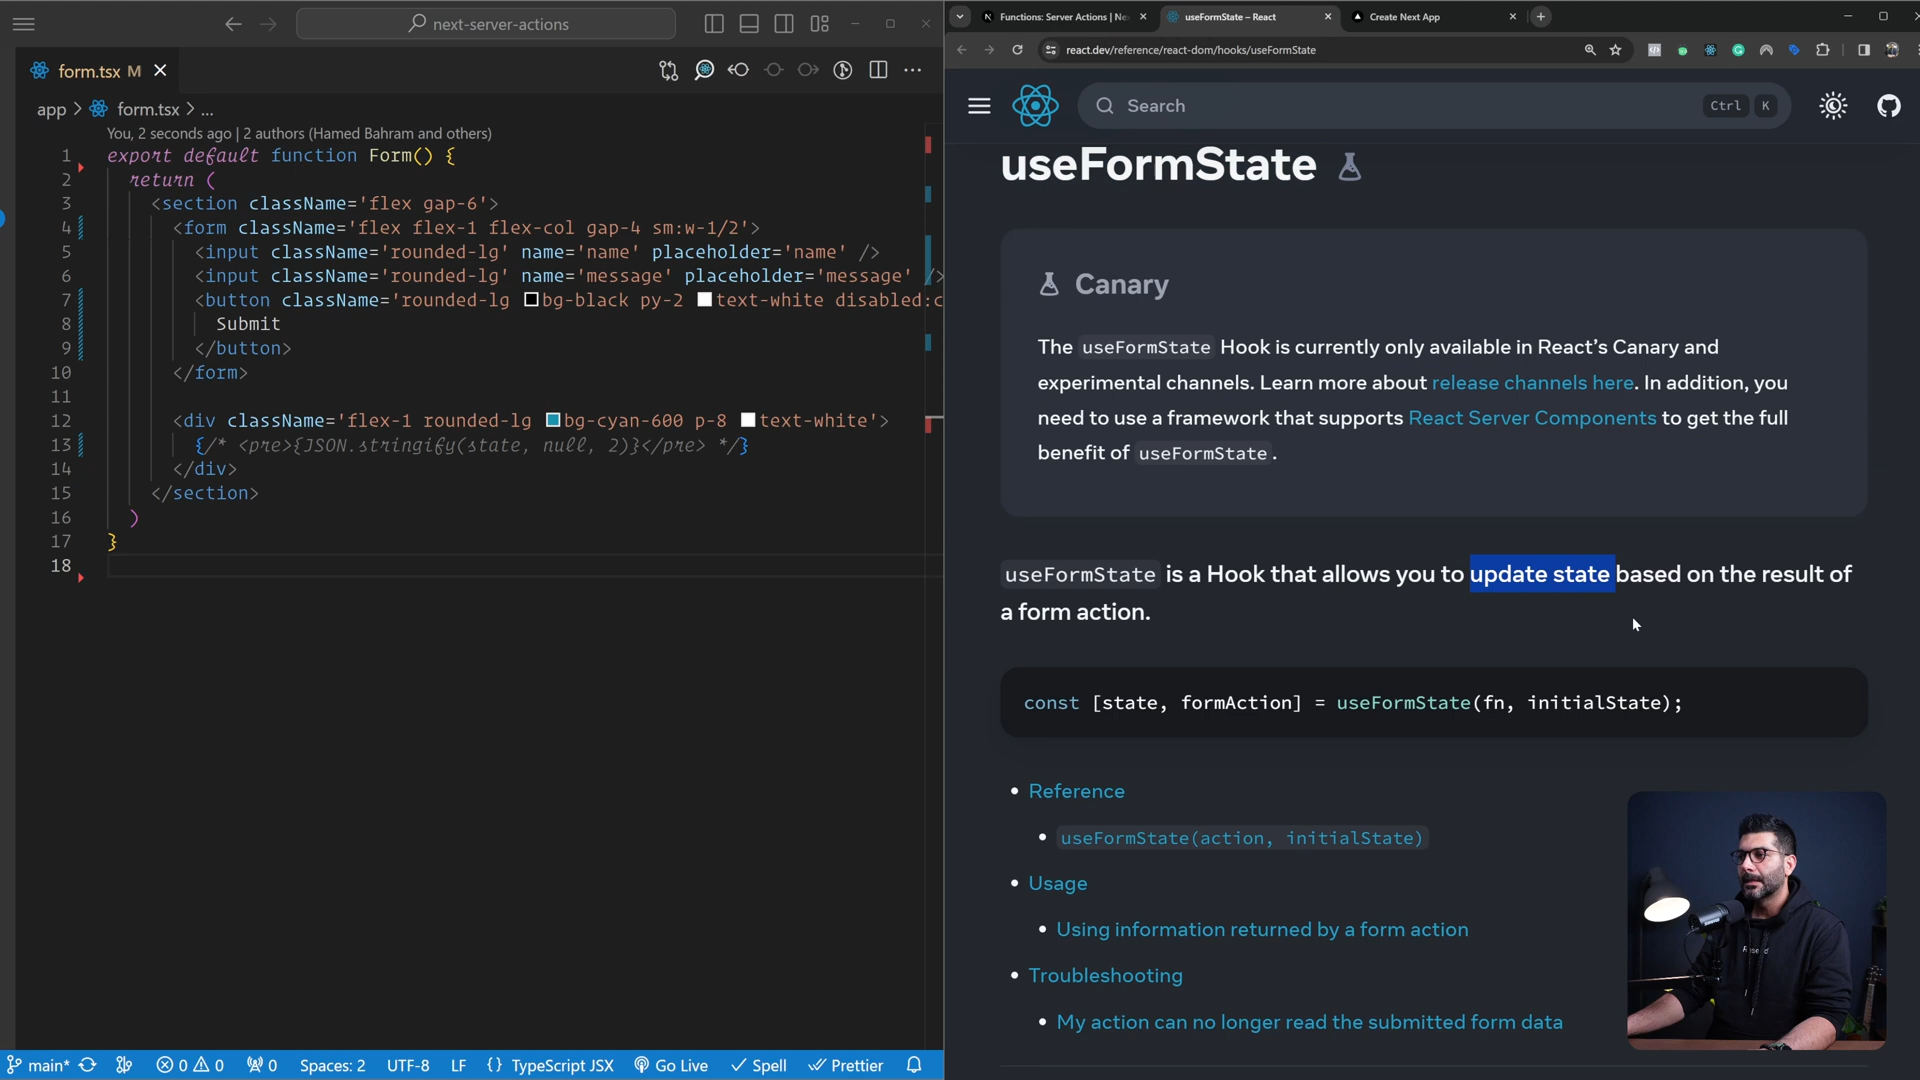 next-server-actions
form.tsx M
app > form.tsx > ...
You, 2 seconds ago | 2 authors (Hamed Bahram and others)
1 export default function Form() {
2 return (
3 <section className='flex gap-6'>
4 <form className='flex flex-1 flex-col gap-4 sm:w-1/2'>
5 <input className='rounded-lg' name='name' placeholder='name' />
6 <input className='rounded-lg' name='message' placeholder='message' />
7 <button className='rounded-lg bg-black py-2 text-white disabled:c
8 Submit
9 </button>
10 </form>
11
12 <div className='flex-1 rounded-lg bg-cyan-600 p-8 text-white'>
13 {/* <pre>{JSON.stringify(state, null, 2)}</pre> */}
14 </div>
15 </section>
16 )
17 }
18
main* 0 0 0 Spaces: 2 UTF-8 LF {} TypeScript JSX Go Live Spell Prettier
Functions: Server Actions | Ne
useFormState – React
Create Next App
react.dev/reference/react-dom/hooks/useFormState
Search Ctrl K
useFormState
Canary
The useFormState Hook is currently only available in React’s Canary and
experimental channels. Learn more about release channels here. In addition, you
need to use a framework that supports React Server Components to get the full
benefit of useFormState.
useFormState is a Hook that allows you to update state based on the result of
a form action.
const [state, formAction] = useFormState(fn, initialState);
Reference
useFormState(action, initialState)
Usage
Using information returned by a form action
Troubleshooting
My action can no longer read the submitted form data